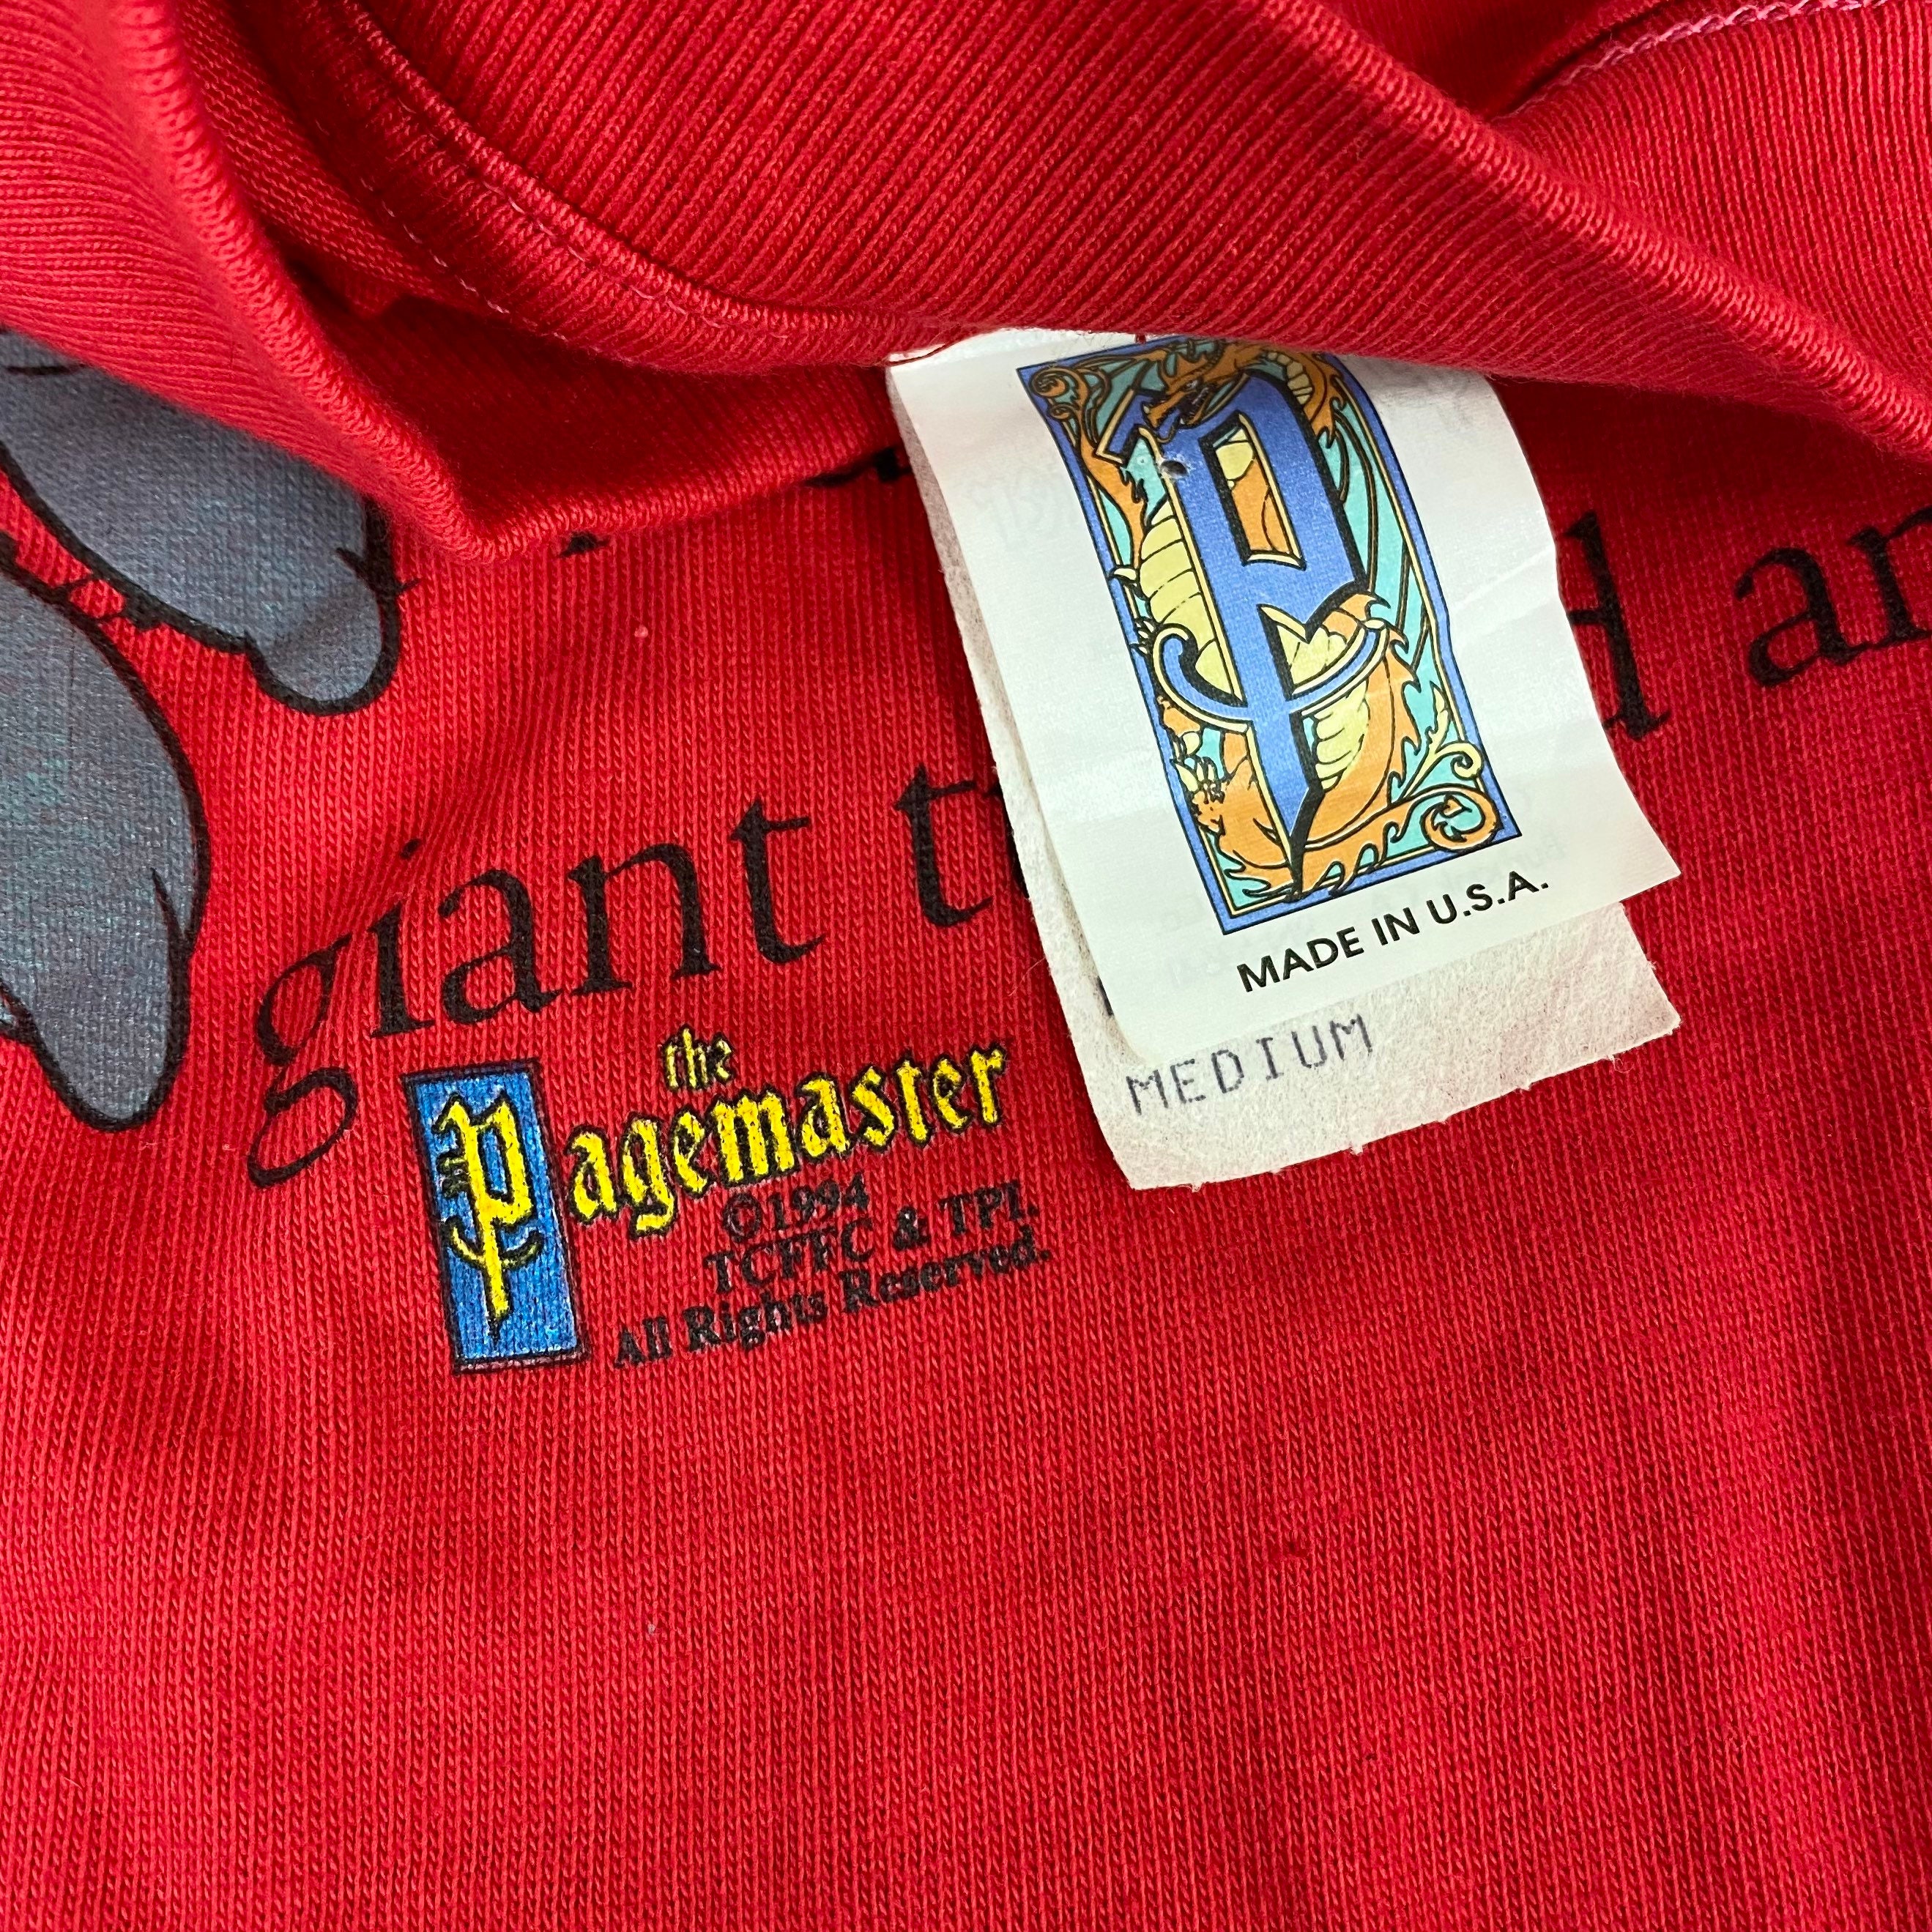 giant
the
Pagemaster
©1994
TCFFC & TPI.
All Rights Reserved.
P
MADE IN U.S.A.
MEDIUM